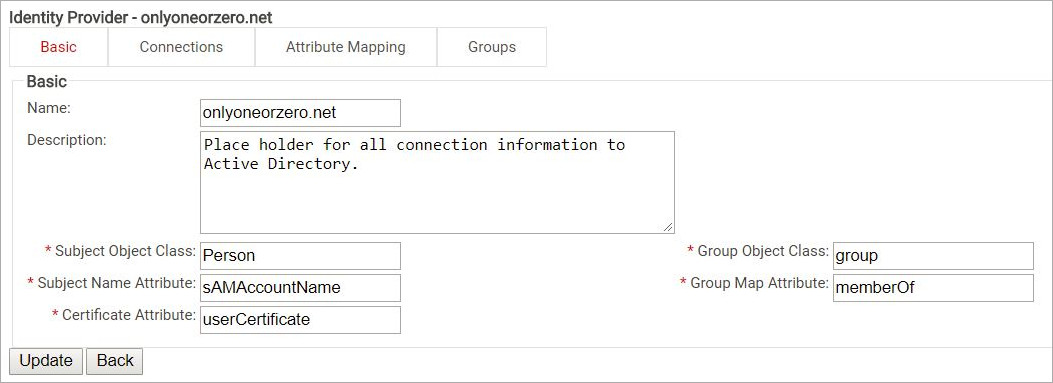 Identity Provider - onlyoneorzero.net
Basic Connections Attribute Mapping Groups
Basic
Name: onlyoneorzero.net
Description: Place holder for all connection information to
Active Directory.
* Subject Object Class: Person * Group Object Class: group
* Subject Name Attribute: sAMAccountName * Group Map Attribute: memberOf
* Certificate Attribute: userCertificate
Update Back